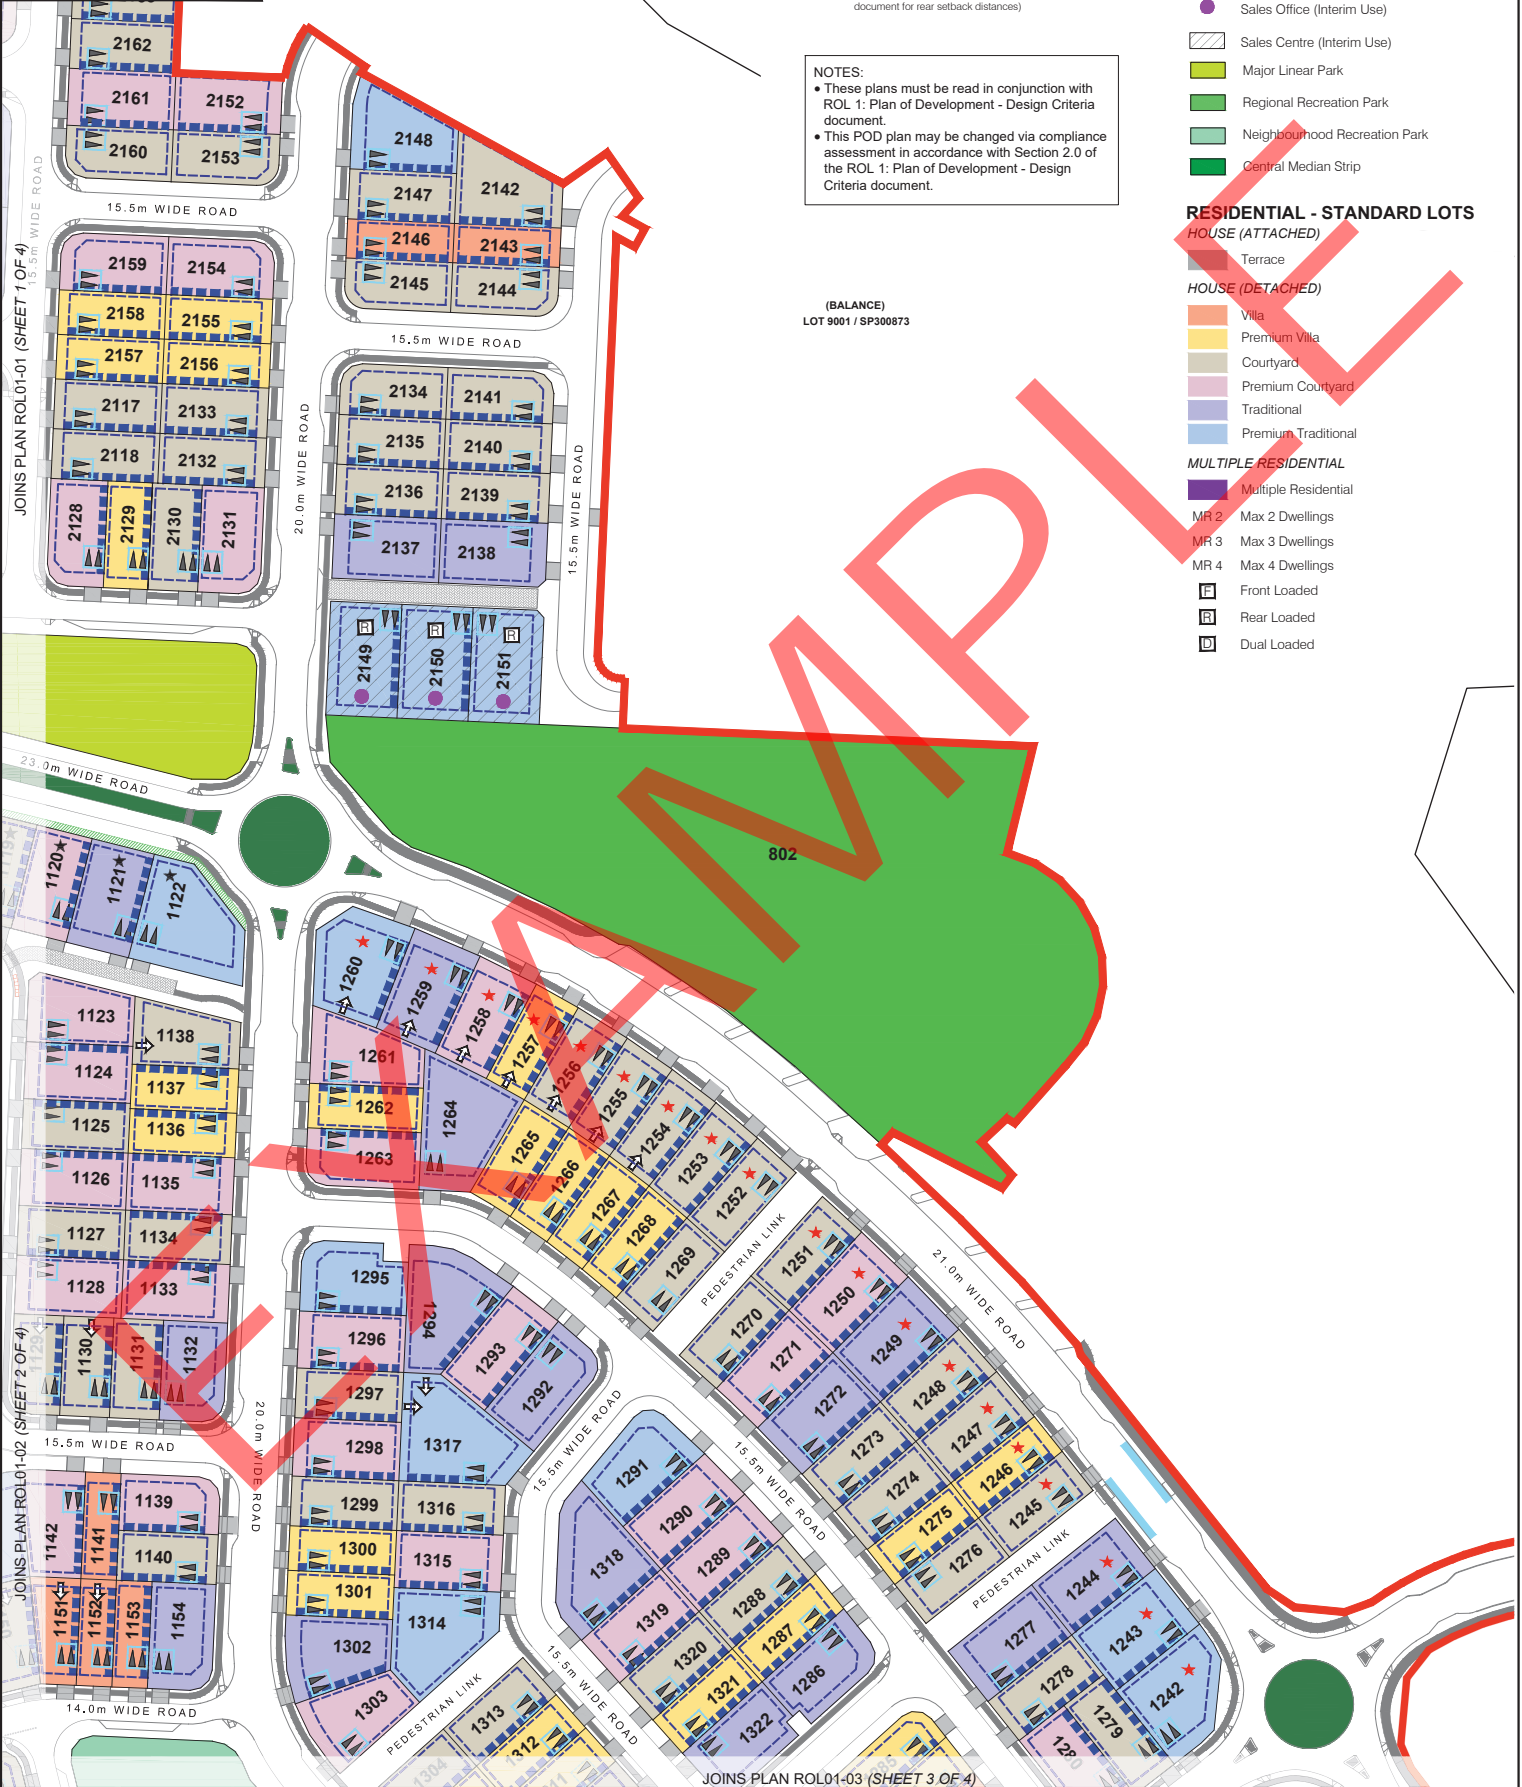 document for rear setback distances)
Sales Office (Interim Use)
Sales Centre (Interim Use)
Major Linear Park
Regional Recreation Park
Neighbourhood Recreation Park
Central Median Strip
NOTES:
• These plans must be read in conjunction with
ROL 1: Plan of Development - Design Criteria
document.
• This POD plan may be changed via compliance
assessment in accordance with Section 2.0 of
the ROL 1: Plan of Development - Design
Criteria document.
RESIDENTIAL - STANDARD LOTS
HOUSE (ATTACHED)
Terrace
HOUSE (DETACHED)
Villa
Premium Villa
Courtyard
Premium Courtyard
Traditional
Premium Traditional
MULTIPLE RESIDENTIAL
Multiple Residential
MR 2 Max 2 Dwellings
MR 3 Max 3 Dwellings
MR 4 Max 4 Dwellings
F Front Loaded
R Rear Loaded
D Dual Loaded
(BALANCE)
LOT 9001 / SP300873
JOINS PLAN ROL01-01 (SHEET 1 OF 4)
15.5m WIDE ROAD
2162
2161
2152
2160
2153
15.5m WIDE ROAD
2148
2147
2142
2146
2143
2145
2144
15.5m WIDE ROAD
2159
2154
2158
2155
2157
2156
2117
2133
2118
2132
2128
2129
2130
2131
20.0m WIDE ROAD
2134
2141
2135
2140
2136
2139
2137
2138
15.5m WIDE ROAD
R
R
R
2149
2150
2151
23.0m WIDE ROAD
802
1119
1120
1121
1122
1123
1138
1124
1137
1125
1136
1126
1135
1127
1134
1128
1133
1129
1130
1131
1132
JOINS PLAN ROL01-02 (SHEET 2 OF 4)
15.5m WIDE ROAD
20.0m WIDE ROAD
1142
1141
1139
1140
1151
1152
1153
1154
14.0m WIDE ROAD
1260
1259
1258
1257
1256
1255
1254
1253
1252
1261
1262
1263
1264
1265
1266
1267
1268
1269
PEDESTRIAN LINK
21.0m WIDE ROAD
1251
1250
1249
1248
1247
1246
1245
1270
1271
1272
1273
1274
1275
1276
PEDESTRIAN LINK
15.5m WIDE ROAD
1295
1294
1296
1293
1297
1292
1298
1317
1299
1316
1300
1315
1301
1314
1302
1303
PEDESTRIAN LINK
15.5m WIDE ROAD
1291
1290
1289
1288
1287
1286
1318
1319
1320
1321
1322
15.5m WIDE ROAD
1313
1312
1304
1244
1243
1242
1277
1278
1279
1280
JOINS PLAN ROL01-03 (SHEET 3 OF 4)